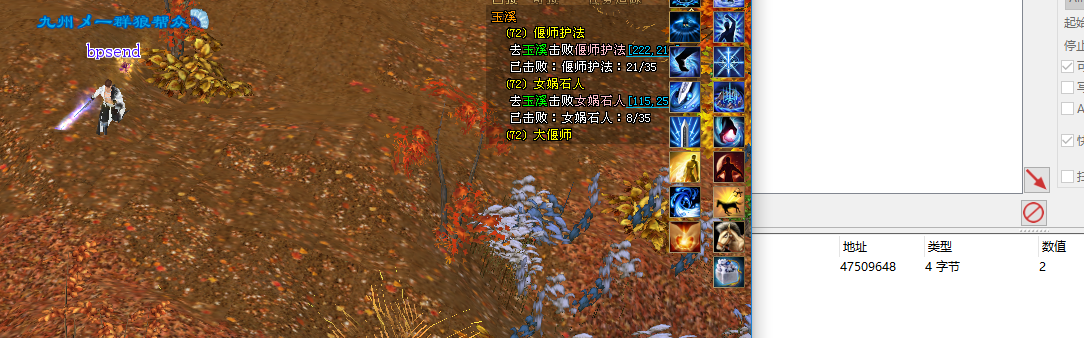 九州メ一群狼帮众
bpsend
玉溪
(72) 偃师护法
去玉溪击败偃师护法[222,21
已击败：偃师护法：21/35
(72) 女娲石人
去玉溪击败女娲石人[115,25
已击败：女娲石人：8/35
(72) 大偃师
起始
停止
可
写
A
快
地址 类型 数值
47509648 4 字节 2